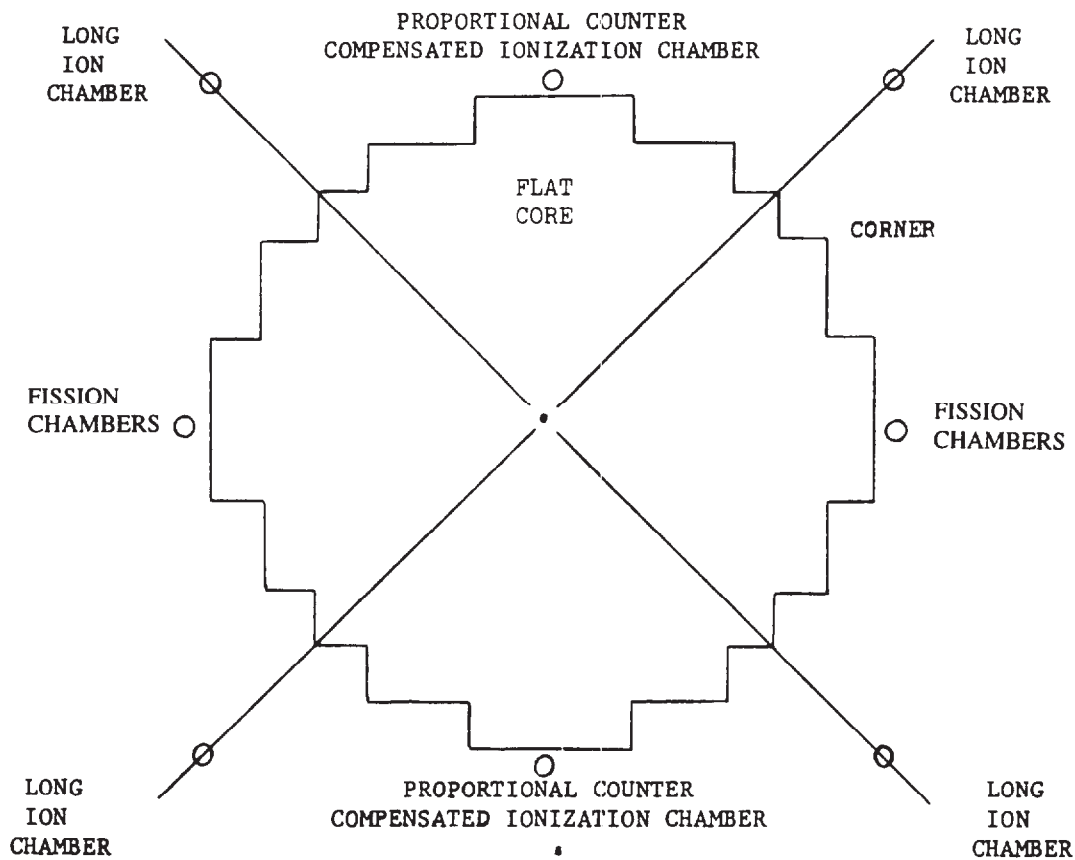 PROPORTIONAL COUNTER
COMPENSATED IONIZATION CHAMBER
LONG
ION
CHAMBER
LONG
ION
CHAMBER
FLAT
CORE
CORNER
FISSION
CHAMBERS
FISSION
CHAMBERS
PROPORTIONAL COUNTER
COMPENSATED IONIZATION CHAMBER
LONG
ION
CHAMBER
LONG
ION
CHAMBER